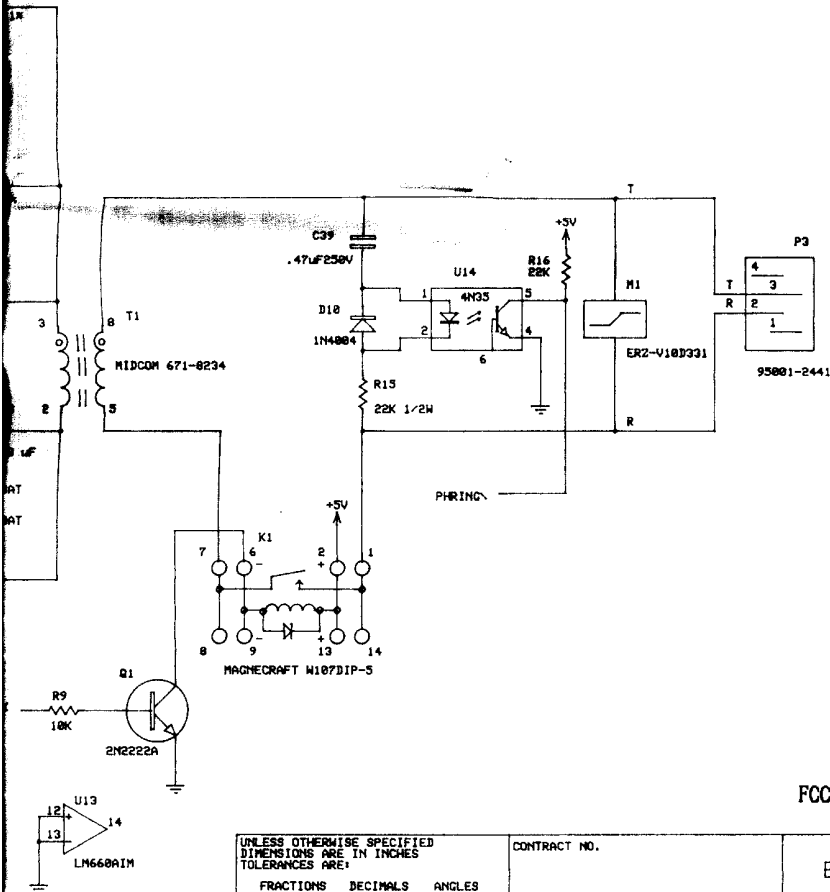 1%
T
C39
.47uF250V
+5V
R16
22K
U14
4N35
1
2
5
4
6
D10
1N4004
M1
ERZ-V10D331
P3
4
3
2
1
T
R
95001-2441
3
8
T1
MIDCOM 671-8234
2
5
R15
22K 1/2W
R
uF
AT
AT
PHRING\
+5V
K1
7
6
-
2
+
1
8
9
-
13
+
14
MAGNECRAFT W107DIP-5
Q1
R9
10K
2N2222A
U13
12
+
13
-
14
LM660AIM
FCC
UNLESS OTHERWISE SPECIFIED
DIMENSIONS ARE IN INCHES
TOLERANCES ARE:
FRACTIONS DECIMALS ANGLES
CONTRACT NO.
E